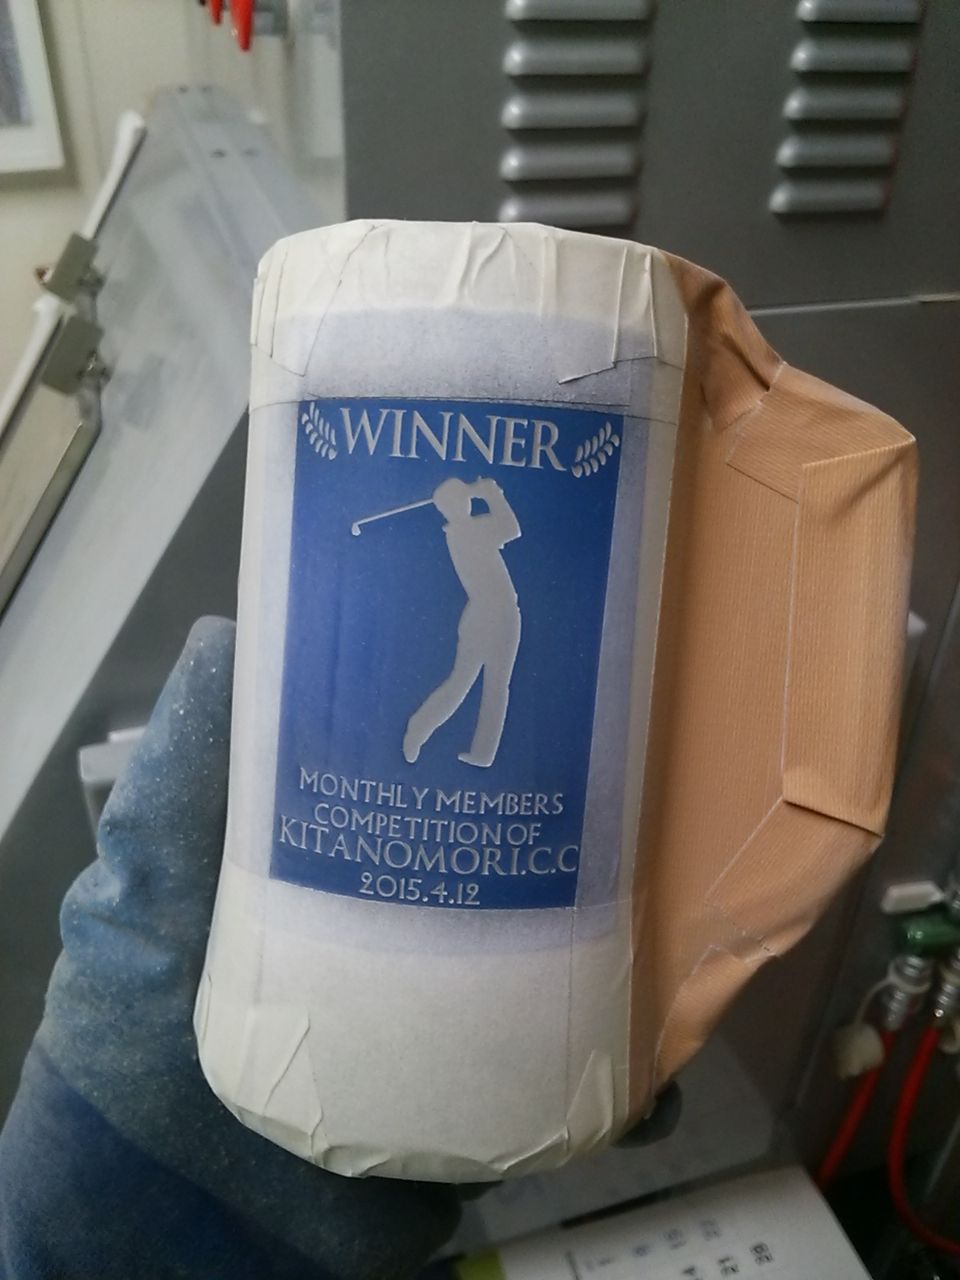 WINNER
MONTHLY MEMBERS
COMPETITION OF
KITANOMORI.C.C
2015.4.12